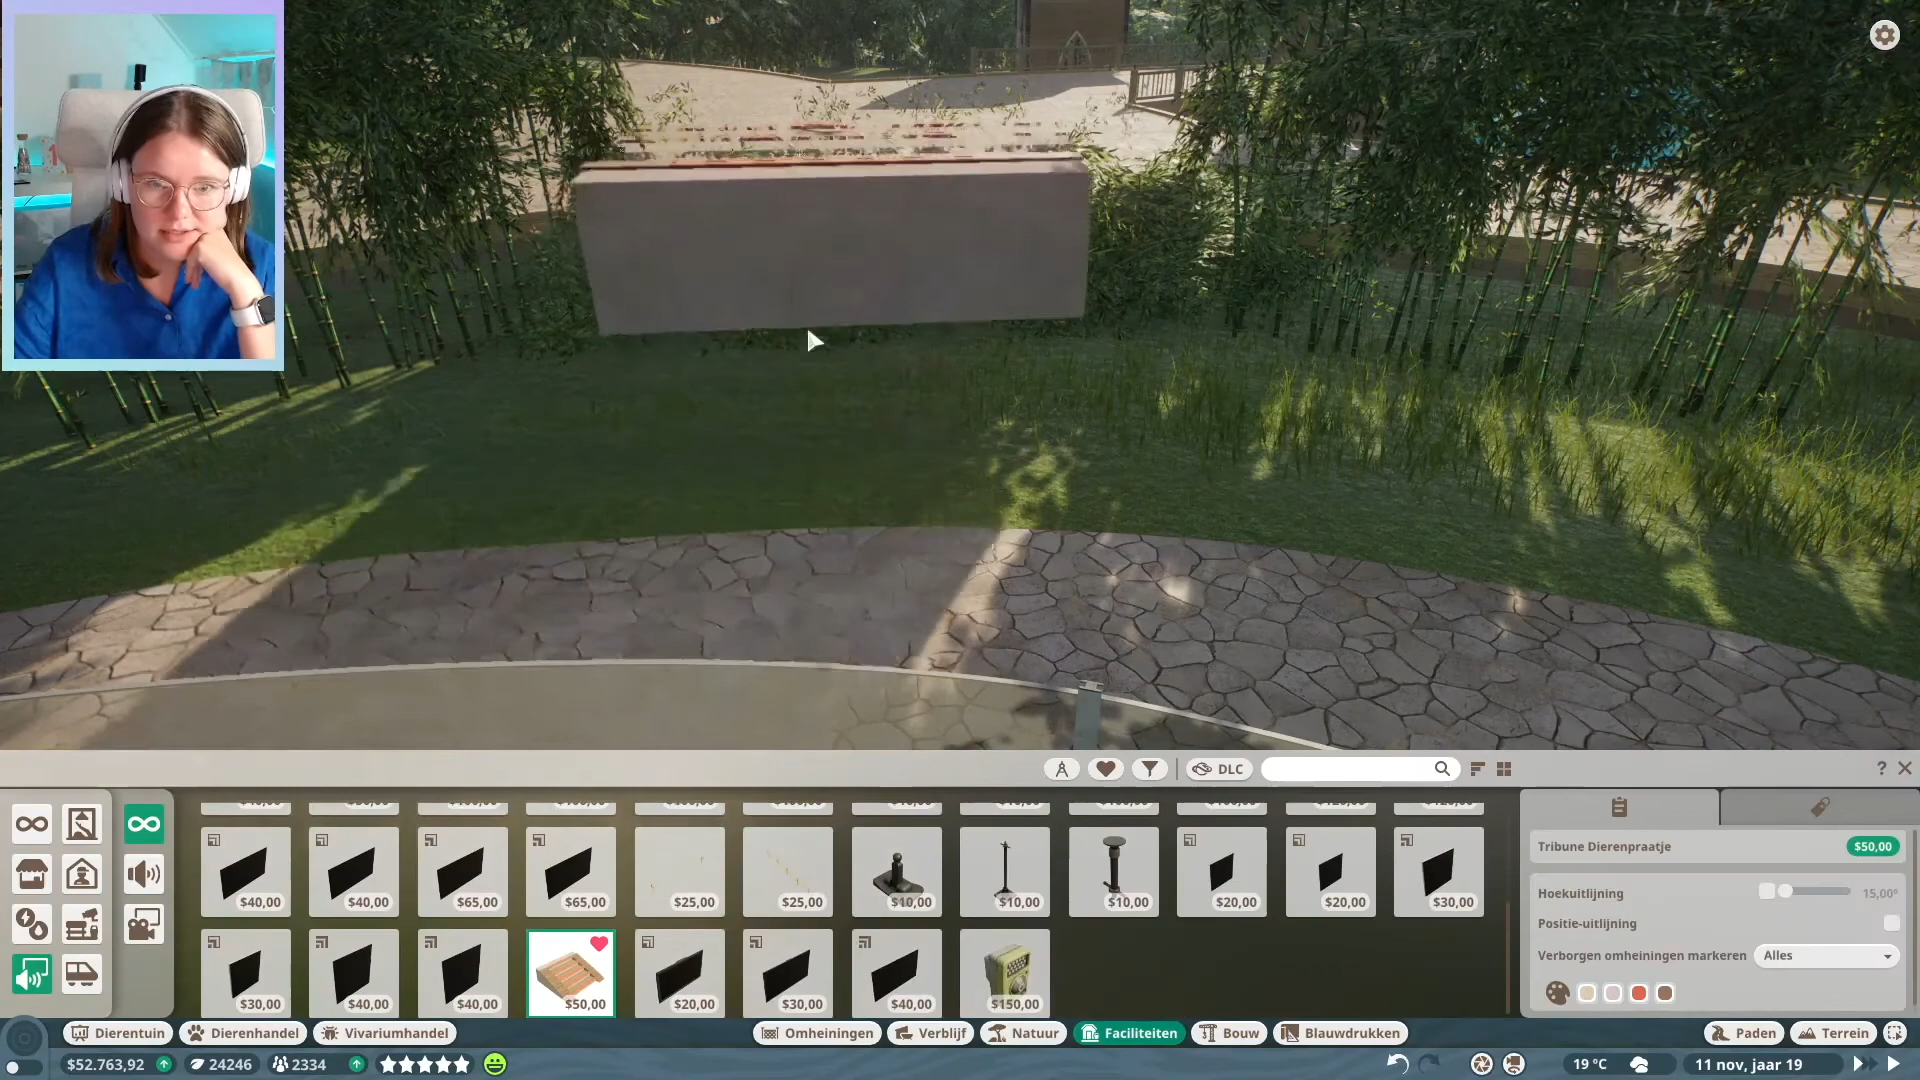 DLC
$40,00 $40,00 $65,00 $65,00 $25,00 $25,00 $10,00 $10,00 $10,00 $20,00 $20,00 $30,00
$30,00 $40,00 $40,00 $50,00 $20,00 $30,00 $40,00 $150,00
?
Tribune Dierenpraatje $50,00
Hoekuitlijning 15,00°
Positie-uitlijning
Verborgen omheiningen markeren Alles
Dierentuin Dierenhandel Vivariumhandel Omheiningen Verblijf Natuur Faciliteiten Bouw Blauwdrukken Paden Terrein
$52.763,92 24246 2334 19 °C 11 nov, jaar 19